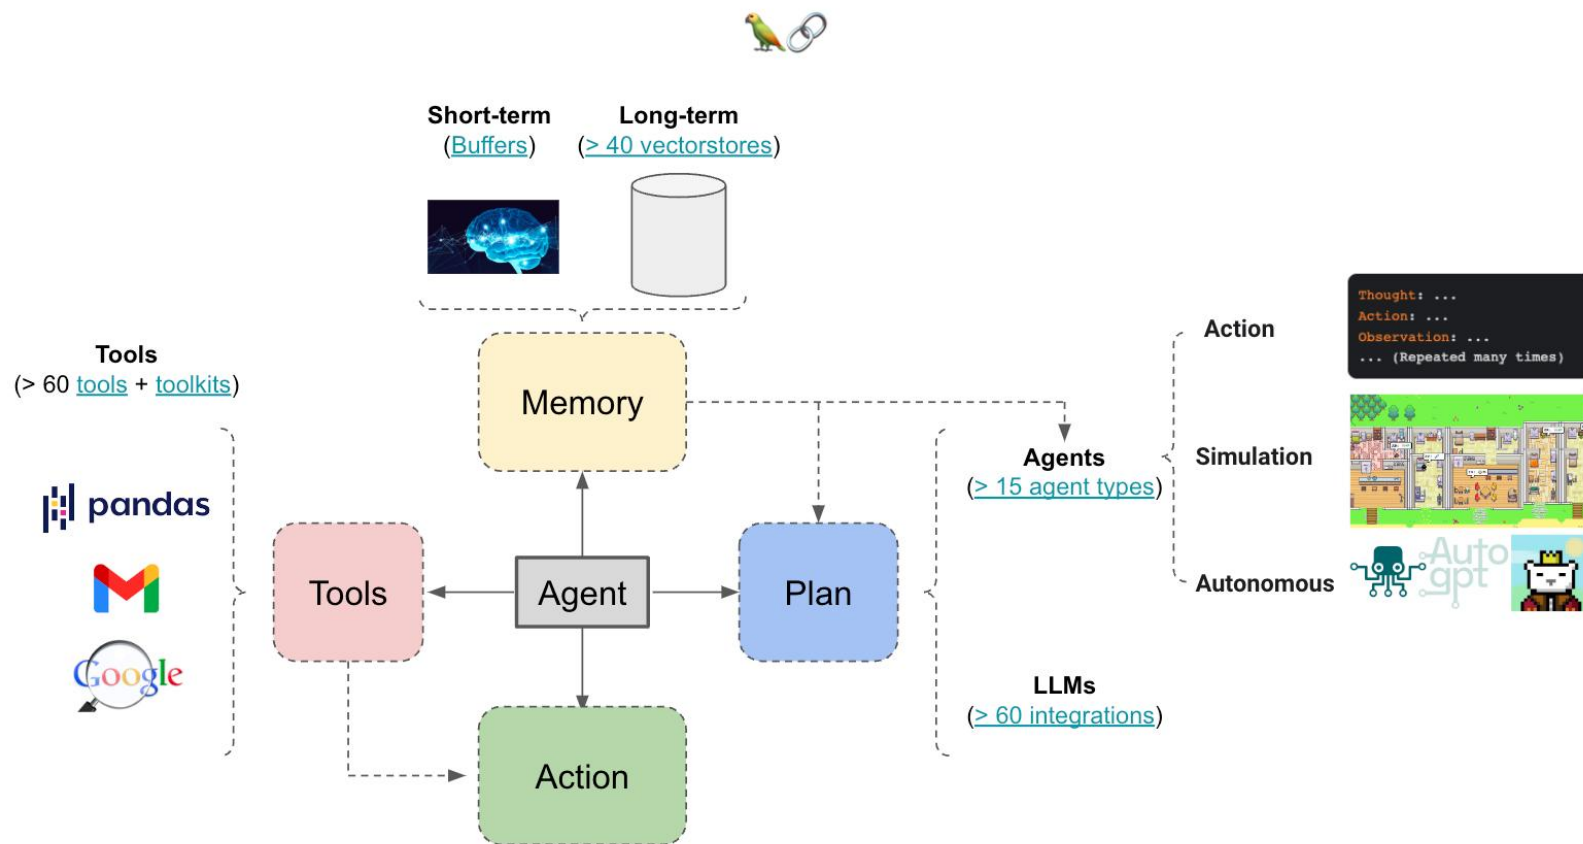 Short-term
(Buffers)
Long-term
(> 40 vectorstores)
Tools
(> 60 tools + toolkits)
pandas
Google
Memory
Tools
Agent
Plan
Action
Agents
(> 15 agent types)
LLMs
(> 60 integrations)
Action
Thought: ...
Action: ...
Observation: ...
... (Repeated many times)
Simulation
Autonomous
Auto
gpt